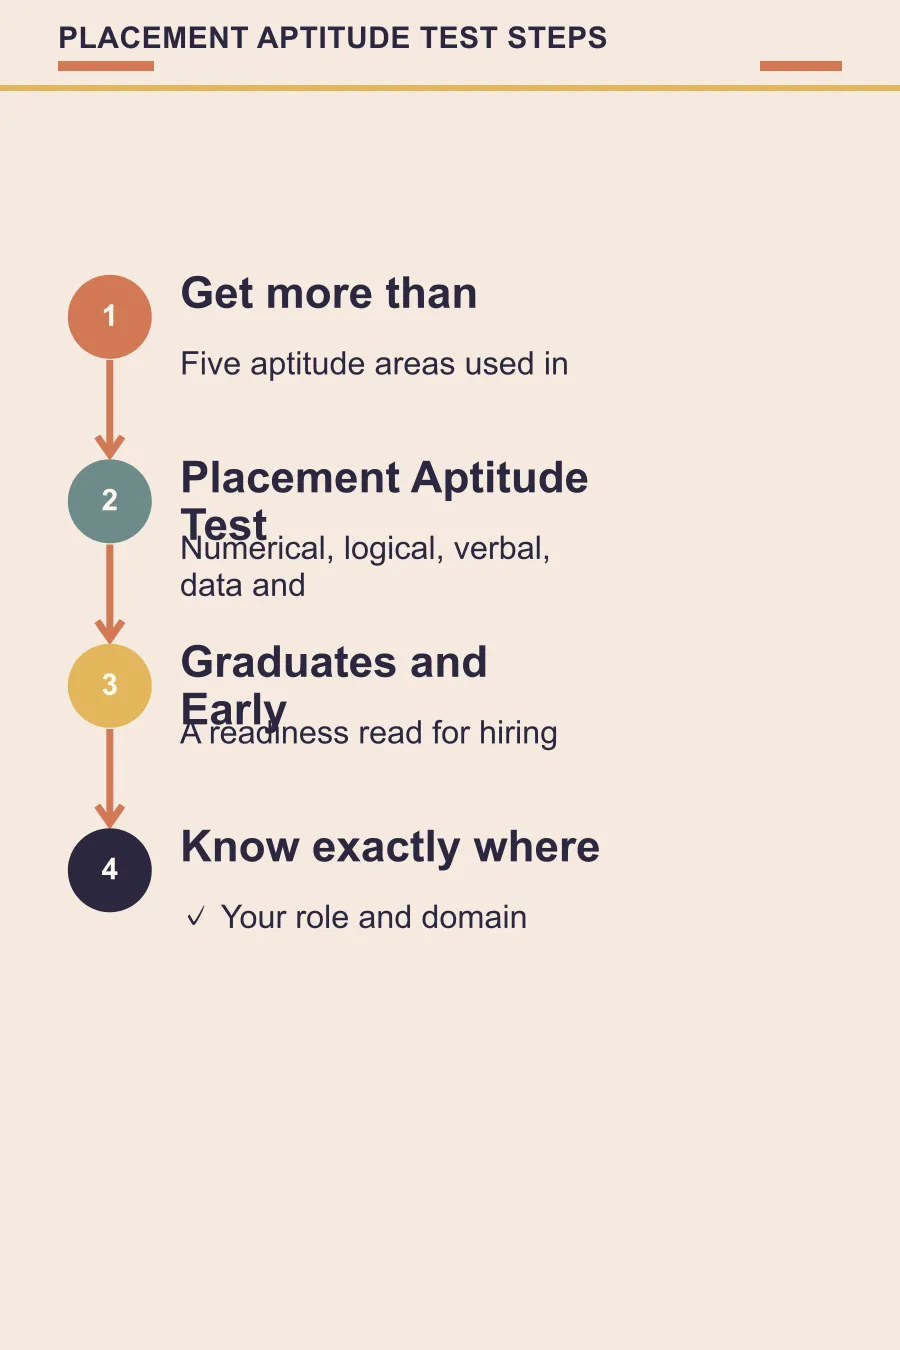 PLACEMENT APTITUDE TEST STEPS
1
Get more than
Five aptitude areas used in
2
Placement Aptitude
Test
Numerical, logical, verbal,
data and
3
Graduates and
Early
A readiness read for hiring
4
Know exactly where
✓ Your role and domain